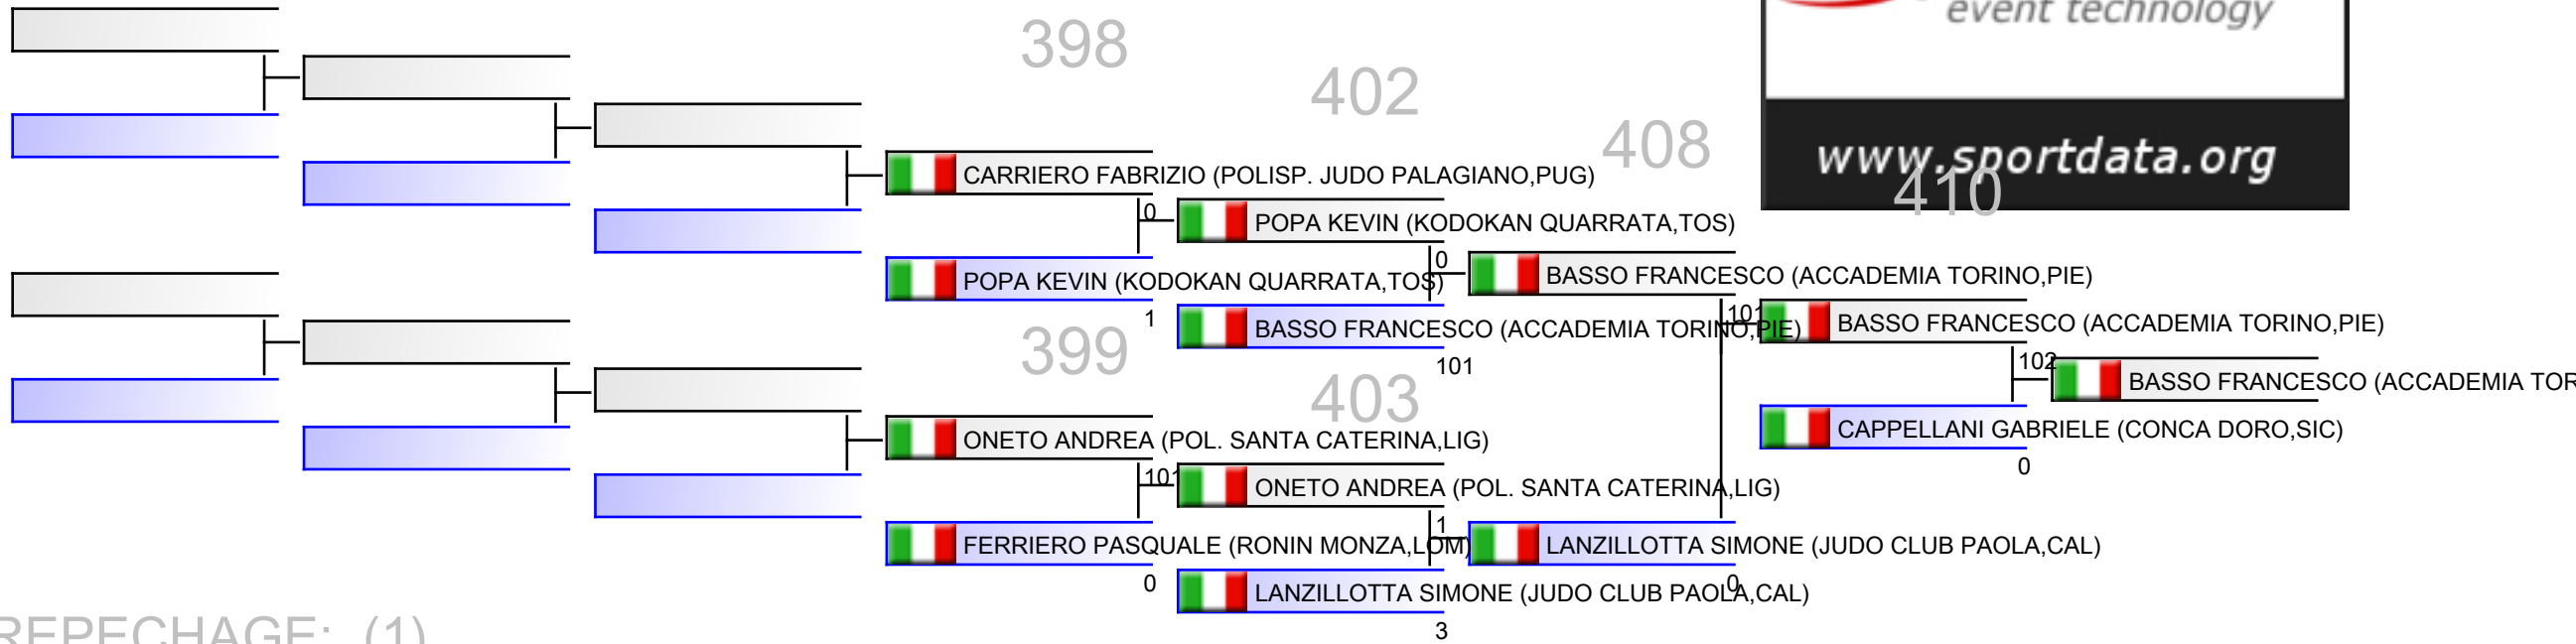 event technology
398
402
408
www.sportdata.org
410
CARRIERO FABRIZIO (POLISP. JUDO PALAGIANO,PUG)
0
POPA KEVIN (KODOKAN QUARRATA,TOS)
0
POPA KEVIN (KODOKAN QUARRATA,TOS)
1
BASSO FRANCESCO (ACCADEMIA TORINO,PIE)
101
BASSO FRANCESCO (ACCADEMIA TORINO,PIE)
101
BASSO FRANCESCO (ACCADEMIA TORINO,PIE)
102
BASSO FRANCESCO (ACCADEMIA TOR
399
403
CAPPELLANI GABRIELE (CONCA DORO,SIC)
0
ONETO ANDREA (POL. SANTA CATERINA,LIG)
101
ONETO ANDREA (POL. SANTA CATERINA,LIG)
1
FERRIERO PASQUALE (RONIN MONZA,LOM)
0
LANZILLOTTA SIMONE (JUDO CLUB PAOLA,CAL)
0
LANZILLOTTA SIMONE (JUDO CLUB PAOLA,CAL)
3
REPECHAGE: (1)